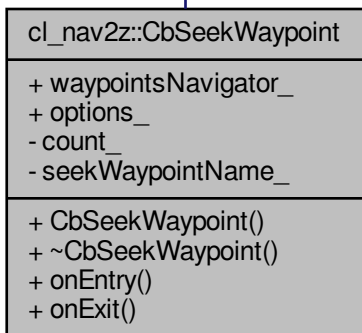 cl_nav2z::CbSeekWaypoint
+ waypointsNavigator_
+ options_
- count_
- seekWaypointName_
+ CbSeekWaypoint()
+ ~CbSeekWaypoint()
+ onEntry()
+ onExit()